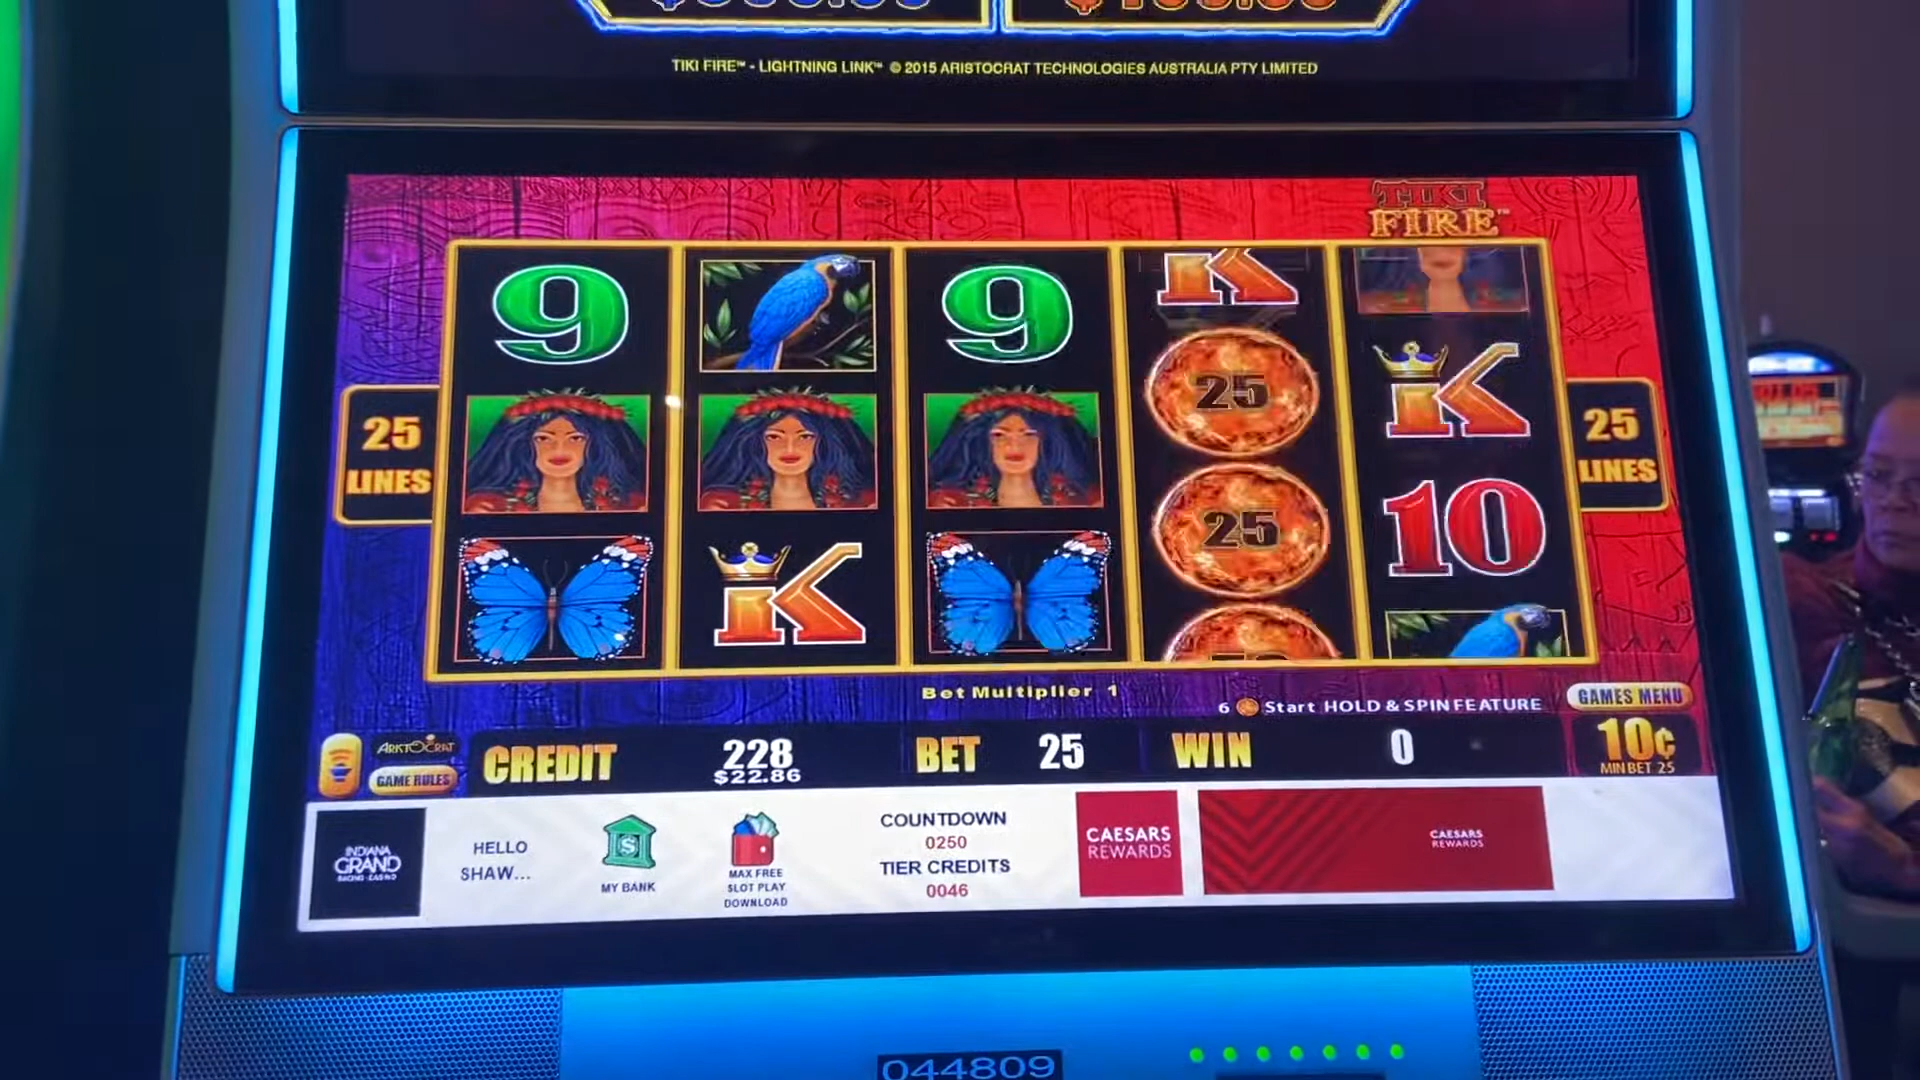 TIKI FIRE™ - LIGHTNING LINK™ © 2015 ARISTOCRAT TECHNOLOGIES AUSTRALIA PTY LIMITED
TIKI
FIRE™
9
9
K
25
K
25
LINES
25
LINES
25
10
K
Bet Multiplier 1
6 Start HOLD & SPIN FEATURE
GAMES MENU
ARISTOCRAT
GAME RULES
CREDIT
228
$22.86
BET
25
WIN
0
10¢
MIN BET 25
INDIANA
GRAND
RACING · CASINO
HELLO
SHAW...
MY BANK
MAX FREE
SLOT PLAY
DOWNLOAD
COUNTDOWN
0250
TIER CREDITS
0046
CAESARS
REWARDS
CAESARS
REWARDS
044809